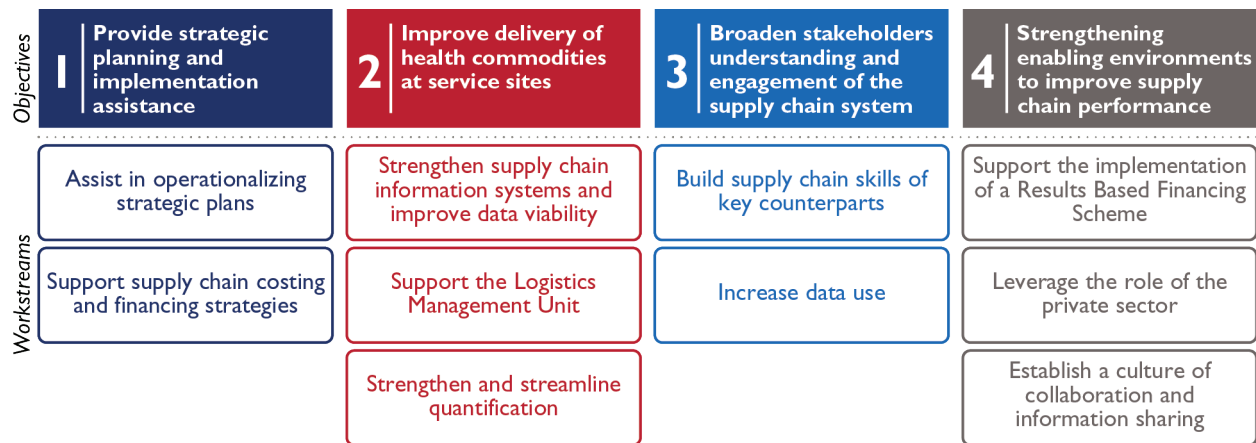 Objectives
1
Provide strategic
planning and
implementation
assistance
2
Improve delivery of
health commodities
at service sites
3
Broaden stakeholders
understanding and
engagement of the
supply chain system
4
Strengthening
enabling environments
to improve supply
chain performance
Workstreams
Assist in operationalizing
strategic plans
Support supply chain costing
and financing strategies
Strengthen supply chain
information systems and
improve data viability
Support the Logistics
Management Unit
Strengthen and streamline
quantification
Build supply chain skills of
key counterparts
Increase data use
Support the implementation
of a Results Based Financing
Scheme
Leverage the role of the
private sector
Establish a culture of
collaboration and
information sharing